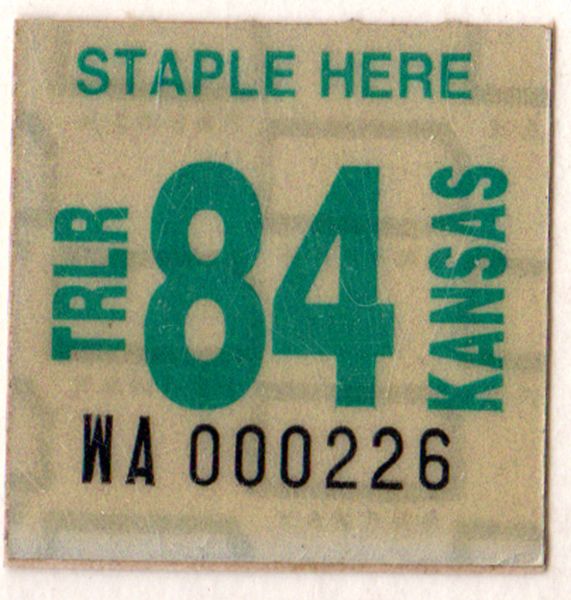 STAPLE HERE
TRLR
84
KANSAS
WA 000226